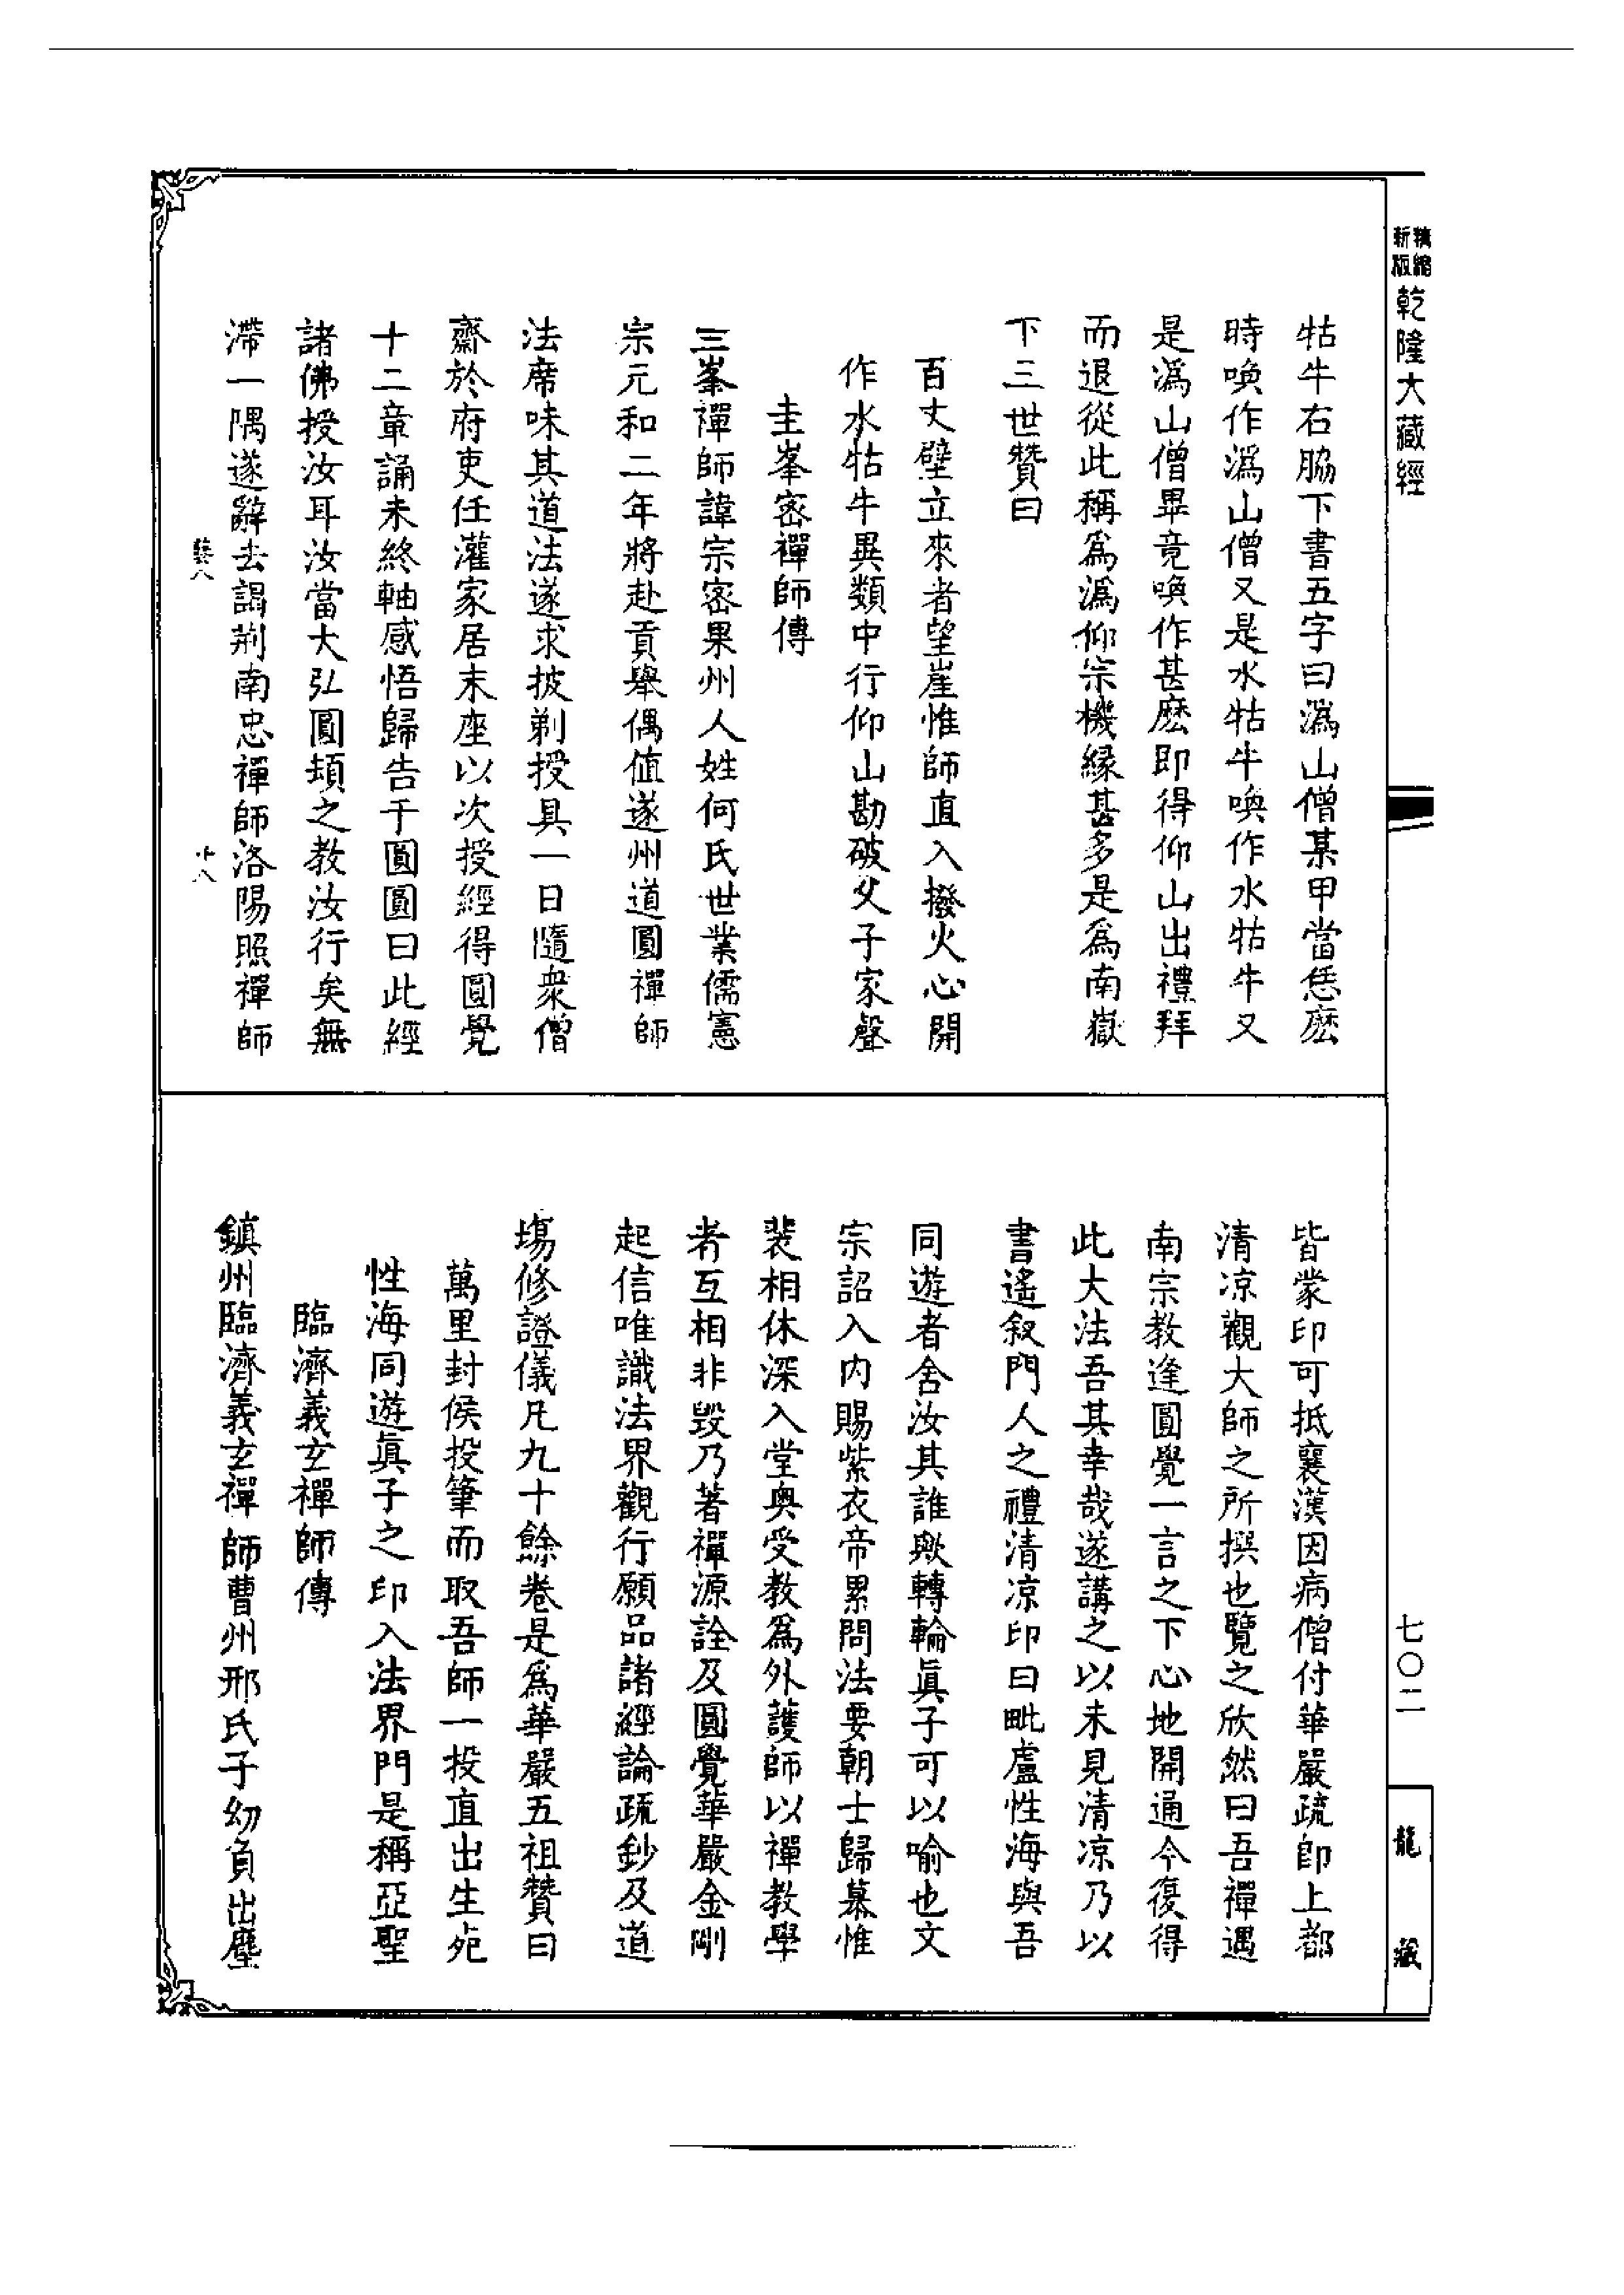 精縮新版乾隆大藏經
牯牛右脇下書五字曰溈山僧某甲當恁麽
時喚作溈山僧又是水牯牛喚作水牯牛又
是溈山僧畢竟喚作甚麽即得仰山出禮拜
而退從此稱爲溈仰宗機緣甚多是爲南嶽
下三世贊曰
百丈壁立來者望崖惟師直入撥火心開
作水牯牛異類中行仰山勘破父子家聲
圭峯密禪師傳
三峯禪師諱宗密果州人姓何氏世業儒憲
宗元和二年將赴貢舉偶值遂州道圓禪師
法席味其道法遂求披剃授具一日隨衆僧
齋於府吏任灌家居末座以次授經得圓覺
十二章誦未終軸感悟歸告于圓圓曰此經
諸佛授汝耳汝當大弘圓頓之教汝行矣無
滯一隅遂辭去謁荆南忠禪師洛陽照禪師
十八
七〇二
龍藏
皆蒙印可抵襄漢因病僧付華嚴疏卽上都
清凉觀大師之所撰也覽之欣然曰吾禪遇
南宗教逢圓覺一言之下心地開通今復得
此大法吾其幸哉遂講之以未見清凉乃以
書遙叙門人之禮清凉印曰毗盧性海與吾
同遊者舍汝其誰歟轉輪眞子可以喻也文
宗詔入內賜紫衣帝累問法要朝士歸慕惟
裴相休深入堂奥受教爲外護師以禪教學
者互相非毀乃著禪源詮及圓覺華嚴金剛
起信唯識法界觀行願品諸經論疏鈔及道
塲修證儀凡九十餘卷是爲華嚴五祖贊曰
萬里封侯投筆而取吾師一投直出生死
性海同遊眞子之印入法界門是稱亞聖
臨濟義玄禪師傳
鎮州臨濟義玄禪師曹州邢氏子幼負出塵